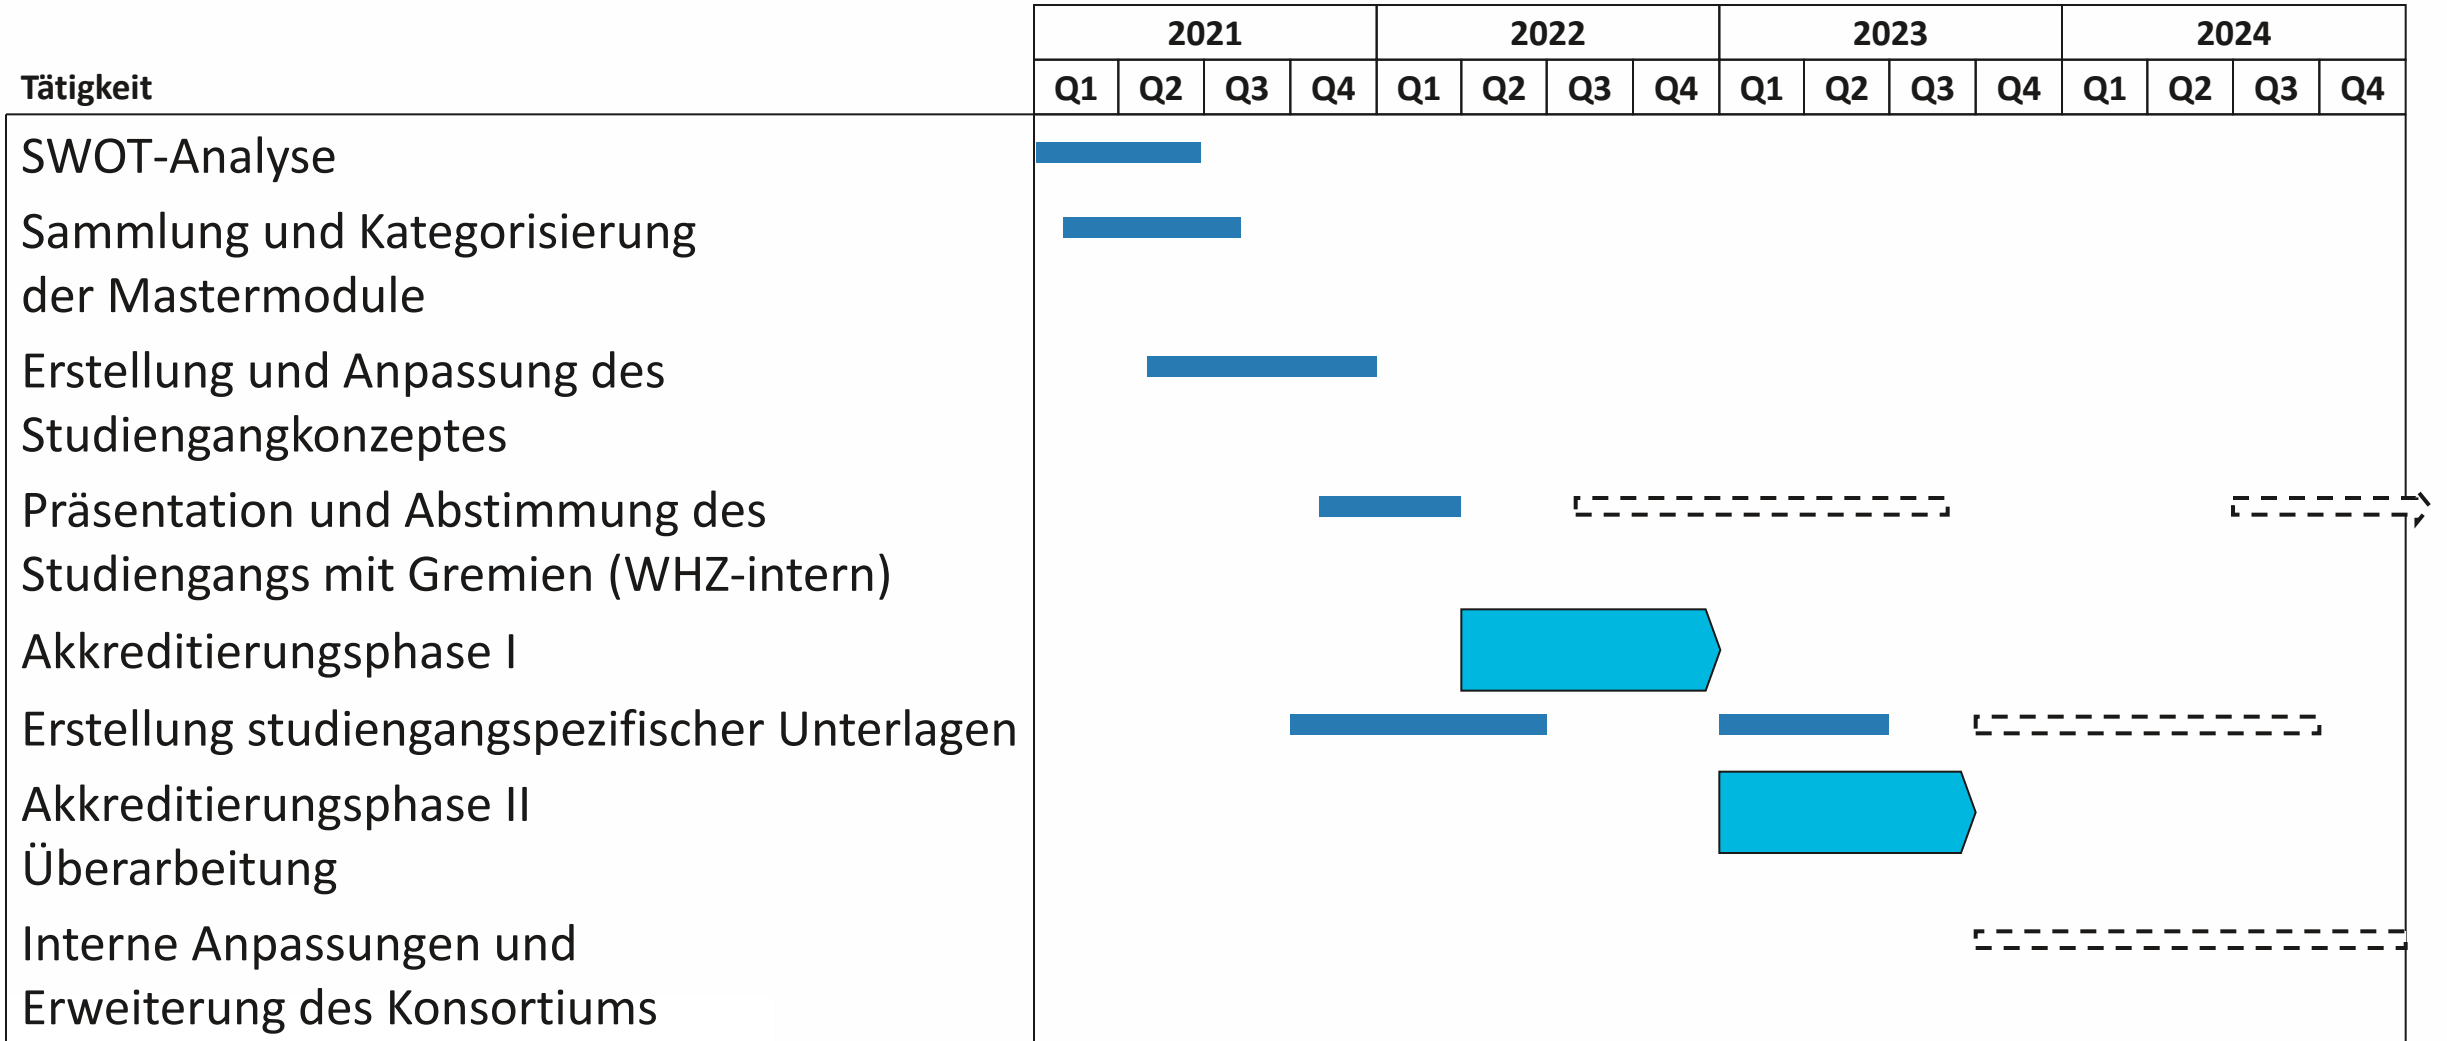 2021 2022 2023 2024
Tätigkeit Q1 Q2 Q3 Q4 Q1 Q2 Q3 Q4 Q1 Q2 Q3 Q4 Q1 Q2 Q3 Q4
SWOT-Analyse
Sammlung und Kategorisierung
der Mastermodule
Erstellung und Anpassung des
Studiengangkonzeptes
Präsentation und Abstimmung des
Studiengangs mit Gremien (WHZ-intern)
Akkreditierungsphase I
Erstellung studiengangspezifischer Unterlagen
Akkreditierungsphase II
Überarbeitung
Interne Anpassungen und
Erweiterung des Konsortiums